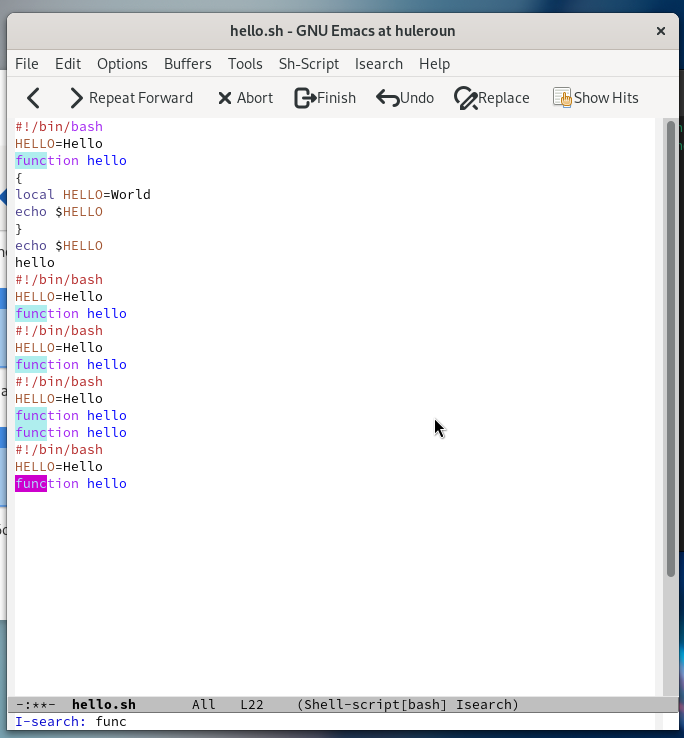 hello.sh - GNU Emacs at huleroun ×
File Edit Options Buffers Tools Sh-Script Isearch Help
Repeat Forward Abort Finish Undo Replace Show Hits
#!/bin/bash
HELLO=Hello
function hello
{
local HELLO=World
echo $HELLO
}
echo $HELLO
hello
#!/bin/bash
HELLO=Hello
function hello
#!/bin/bash
HELLO=Hello
function hello
#!/bin/bash
HELLO=Hello
function hello
function hello
#!/bin/bash
HELLO=Hello
function hello
-:**- hello.sh All L22 (Shell-script[bash] Isearch)
I-search: func